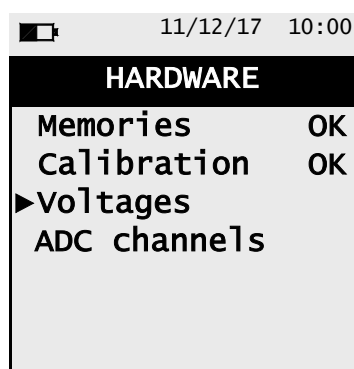 11/12/17 10:00
HARDWARE
Memories OK
Calibration OK
►Voltages
ADC channels